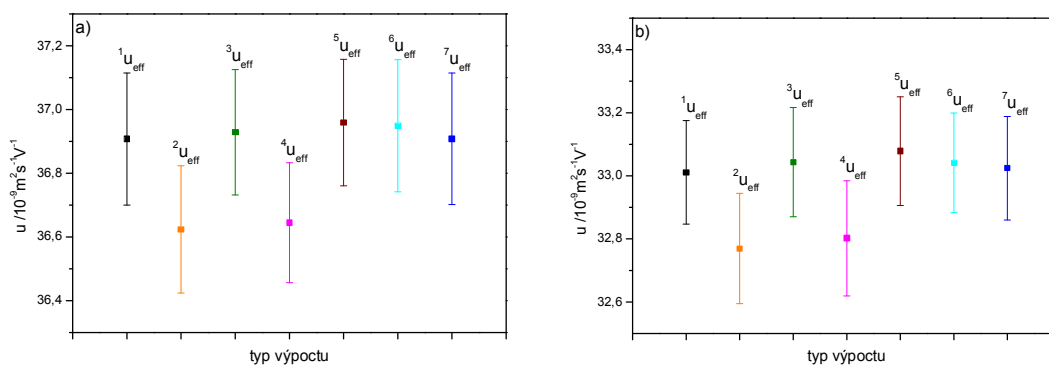 a)
37,2
37,0
36,8
36,6
36,4
u /10⁻⁹m²s⁻¹V⁻¹
¹u_eff
²u_eff
³u_eff
⁴u_eff
⁵u_eff
⁶u_eff
⁷u_eff
typ výpoctu
b)
33,4
33,2
33,0
32,8
32,6
u /10⁻⁹m²s⁻¹V⁻¹
¹u_eff
²u_eff
³u_eff
⁴u_eff
⁵u_eff
⁶u_eff
⁷u_eff
typ výpoctu